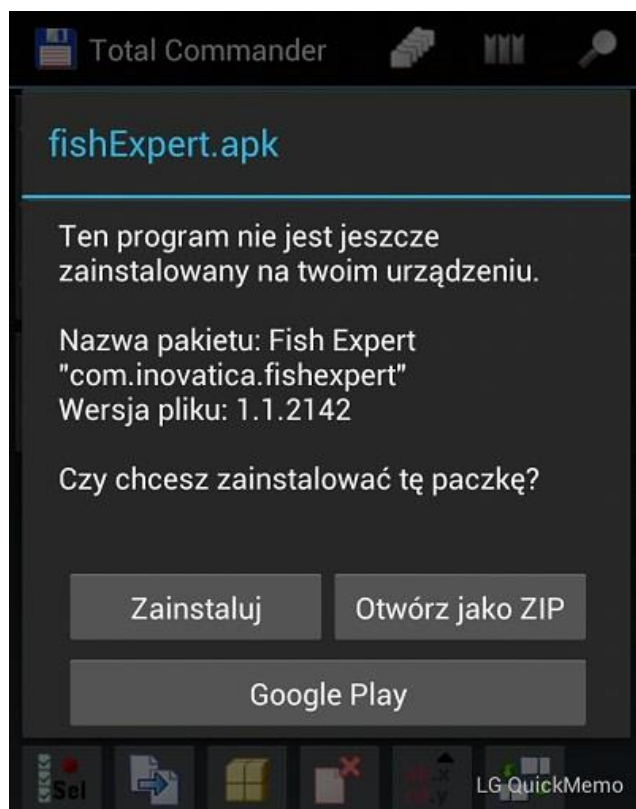 Total Commander
fishExpert.apk
Ten program nie jest jeszcze
zainstalowany na twoim urządzeniu.
Nazwa pakietu: Fish Expert
"com.inovatica.fishexpert"
Wersja pliku: 1.1.2142
Czy chcesz zainstalować tę paczkę?
Zainstaluj
Otwórz jako ZIP
Google Play
Sel
LG QuickMemo